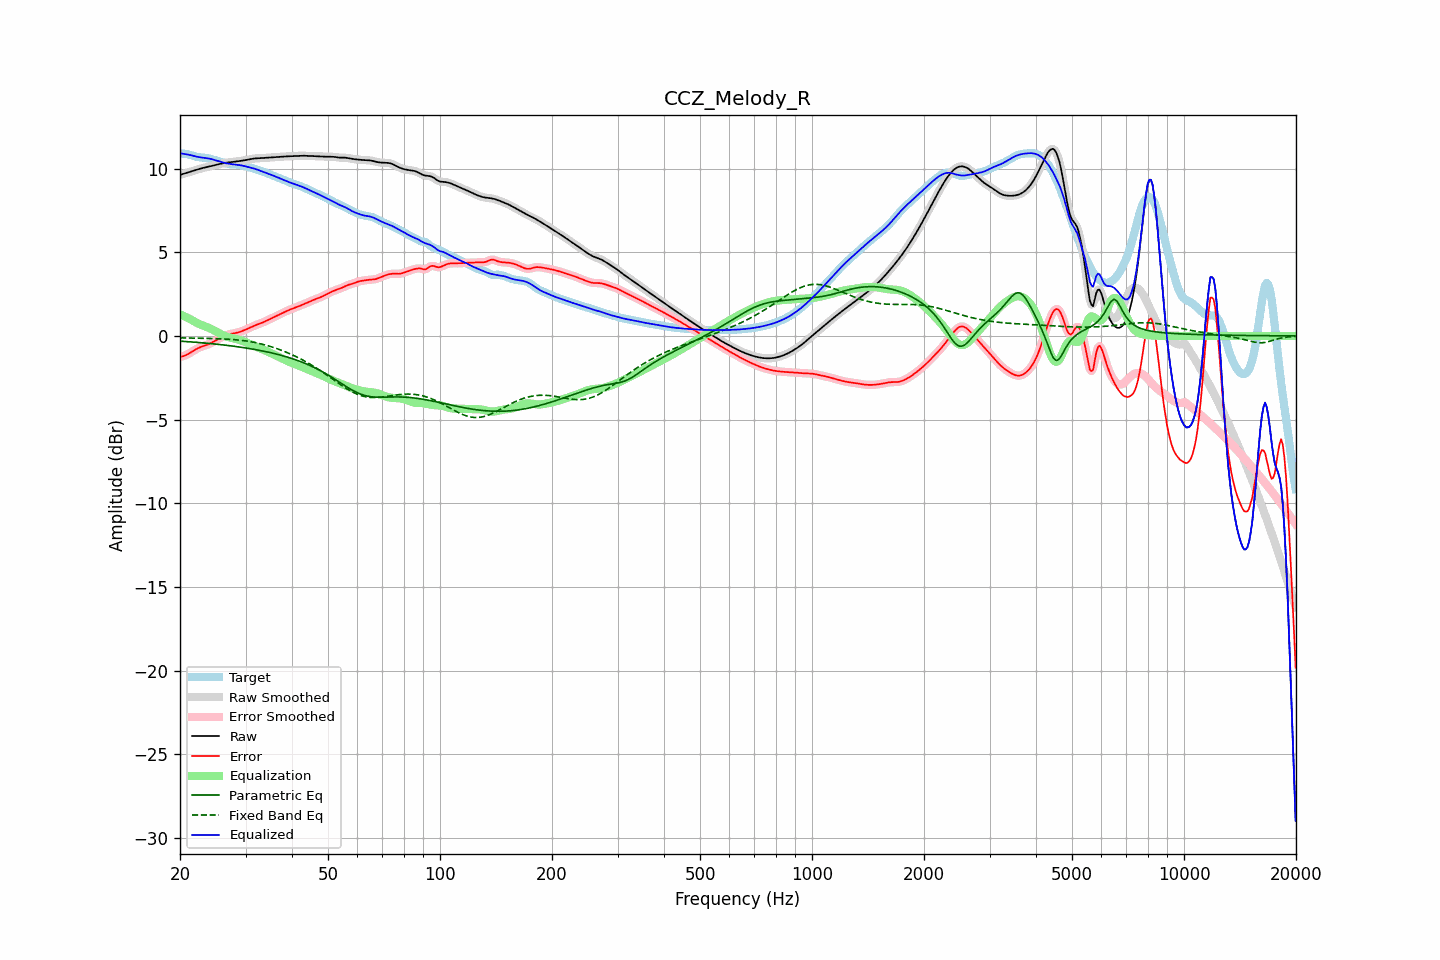 CCZ_Melody_R
Amplitude (dBr)
10
5
0
−5
−10
−15
−20
−25
−30
Target
Raw Smoothed
Error Smoothed
Raw
Error
Equalization
Parametric Eq
Fixed Band Eq
Equalized
20 50 100 200 500 1000 2000 5000 10000 20000
Frequency (Hz)